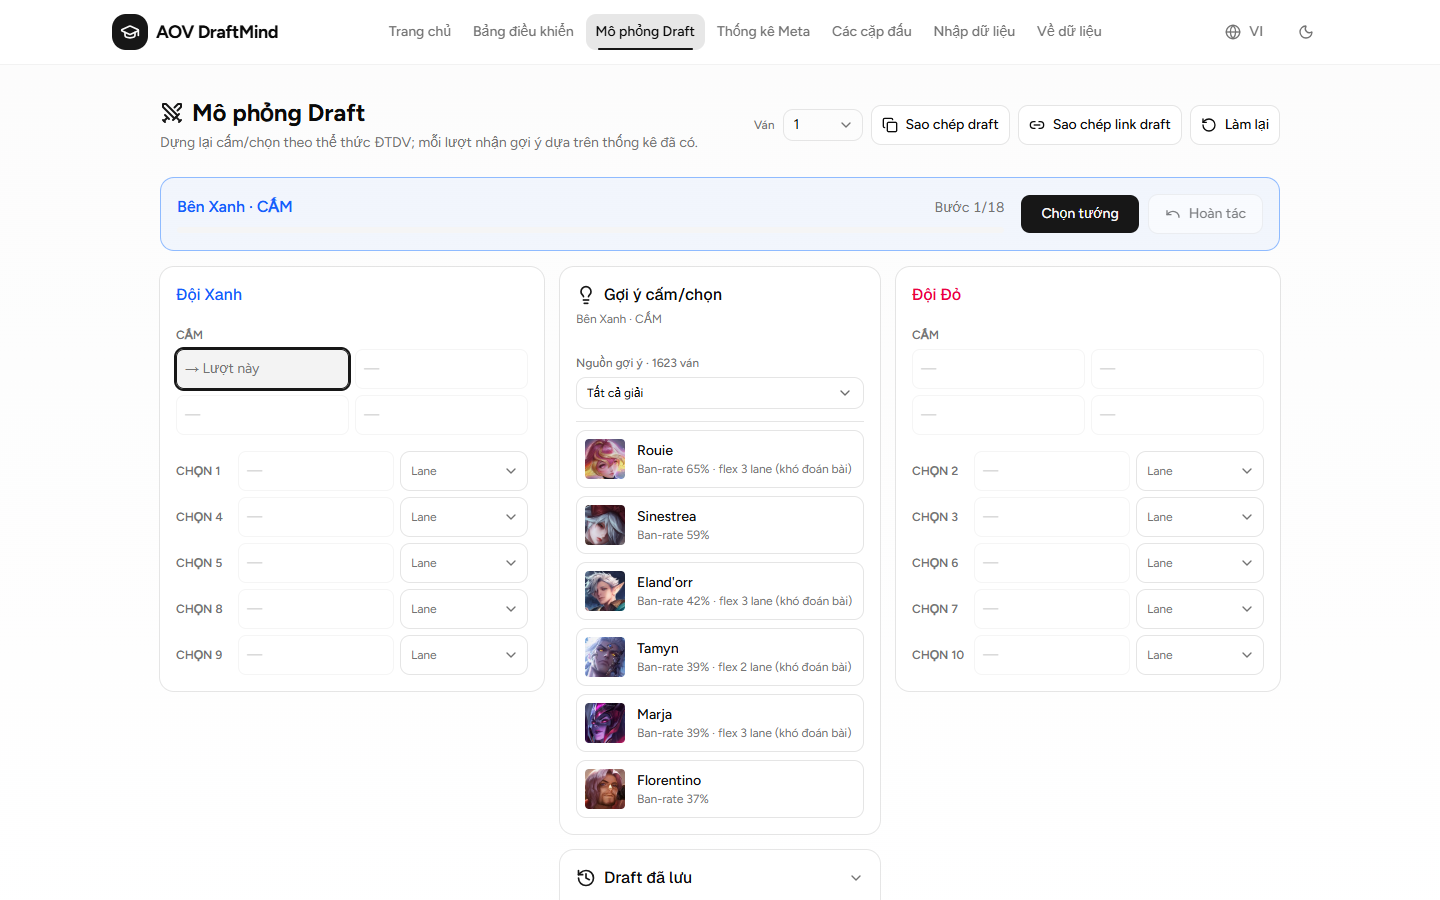 AOV DraftMind
Trang chủ
Bảng điều khiển
Mô phỏng Draft
Thống kê Meta
Các cặp đấu
Nhập dữ liệu
Về dữ liệu
VI
Mô phỏng Draft
Dựng lại cấm/chọn theo thể thức ĐTDV; mỗi lượt nhận gợi ý dựa trên thống kê đã có.
Ván
1
Sao chép draft
Sao chép link draft
Làm lại
Bên Xanh · CẤM
Bước 1/18
Chọn tướng
Hoàn tác
Đội Xanh
CẤM
→ Lượt này
—
—
—
CHỌN 1
—
Lane
CHỌN 4
—
Lane
CHỌN 5
—
Lane
CHỌN 8
—
Lane
CHỌN 9
—
Lane
Gợi ý cấm/chọn
Bên Xanh · CẤM
Nguồn gợi ý · 1623 ván
Tất cả giải
Rouie
Ban-rate 65% · flex 3 lane (khó đoán bài)
Sinestrea
Ban-rate 59%
Eland'orr
Ban-rate 42% · flex 3 lane (khó đoán bài)
Tamyn
Ban-rate 39% · flex 2 lane (khó đoán bài)
Marja
Ban-rate 39% · flex 3 lane (khó đoán bài)
Florentino
Ban-rate 37%
Draft đã lưu
Đội Đỏ
CẤM
—
—
—
—
CHỌN 2
—
Lane
CHỌN 3
—
Lane
CHỌN 6
—
Lane
CHỌN 7
—
Lane
CHỌN 10
—
Lane